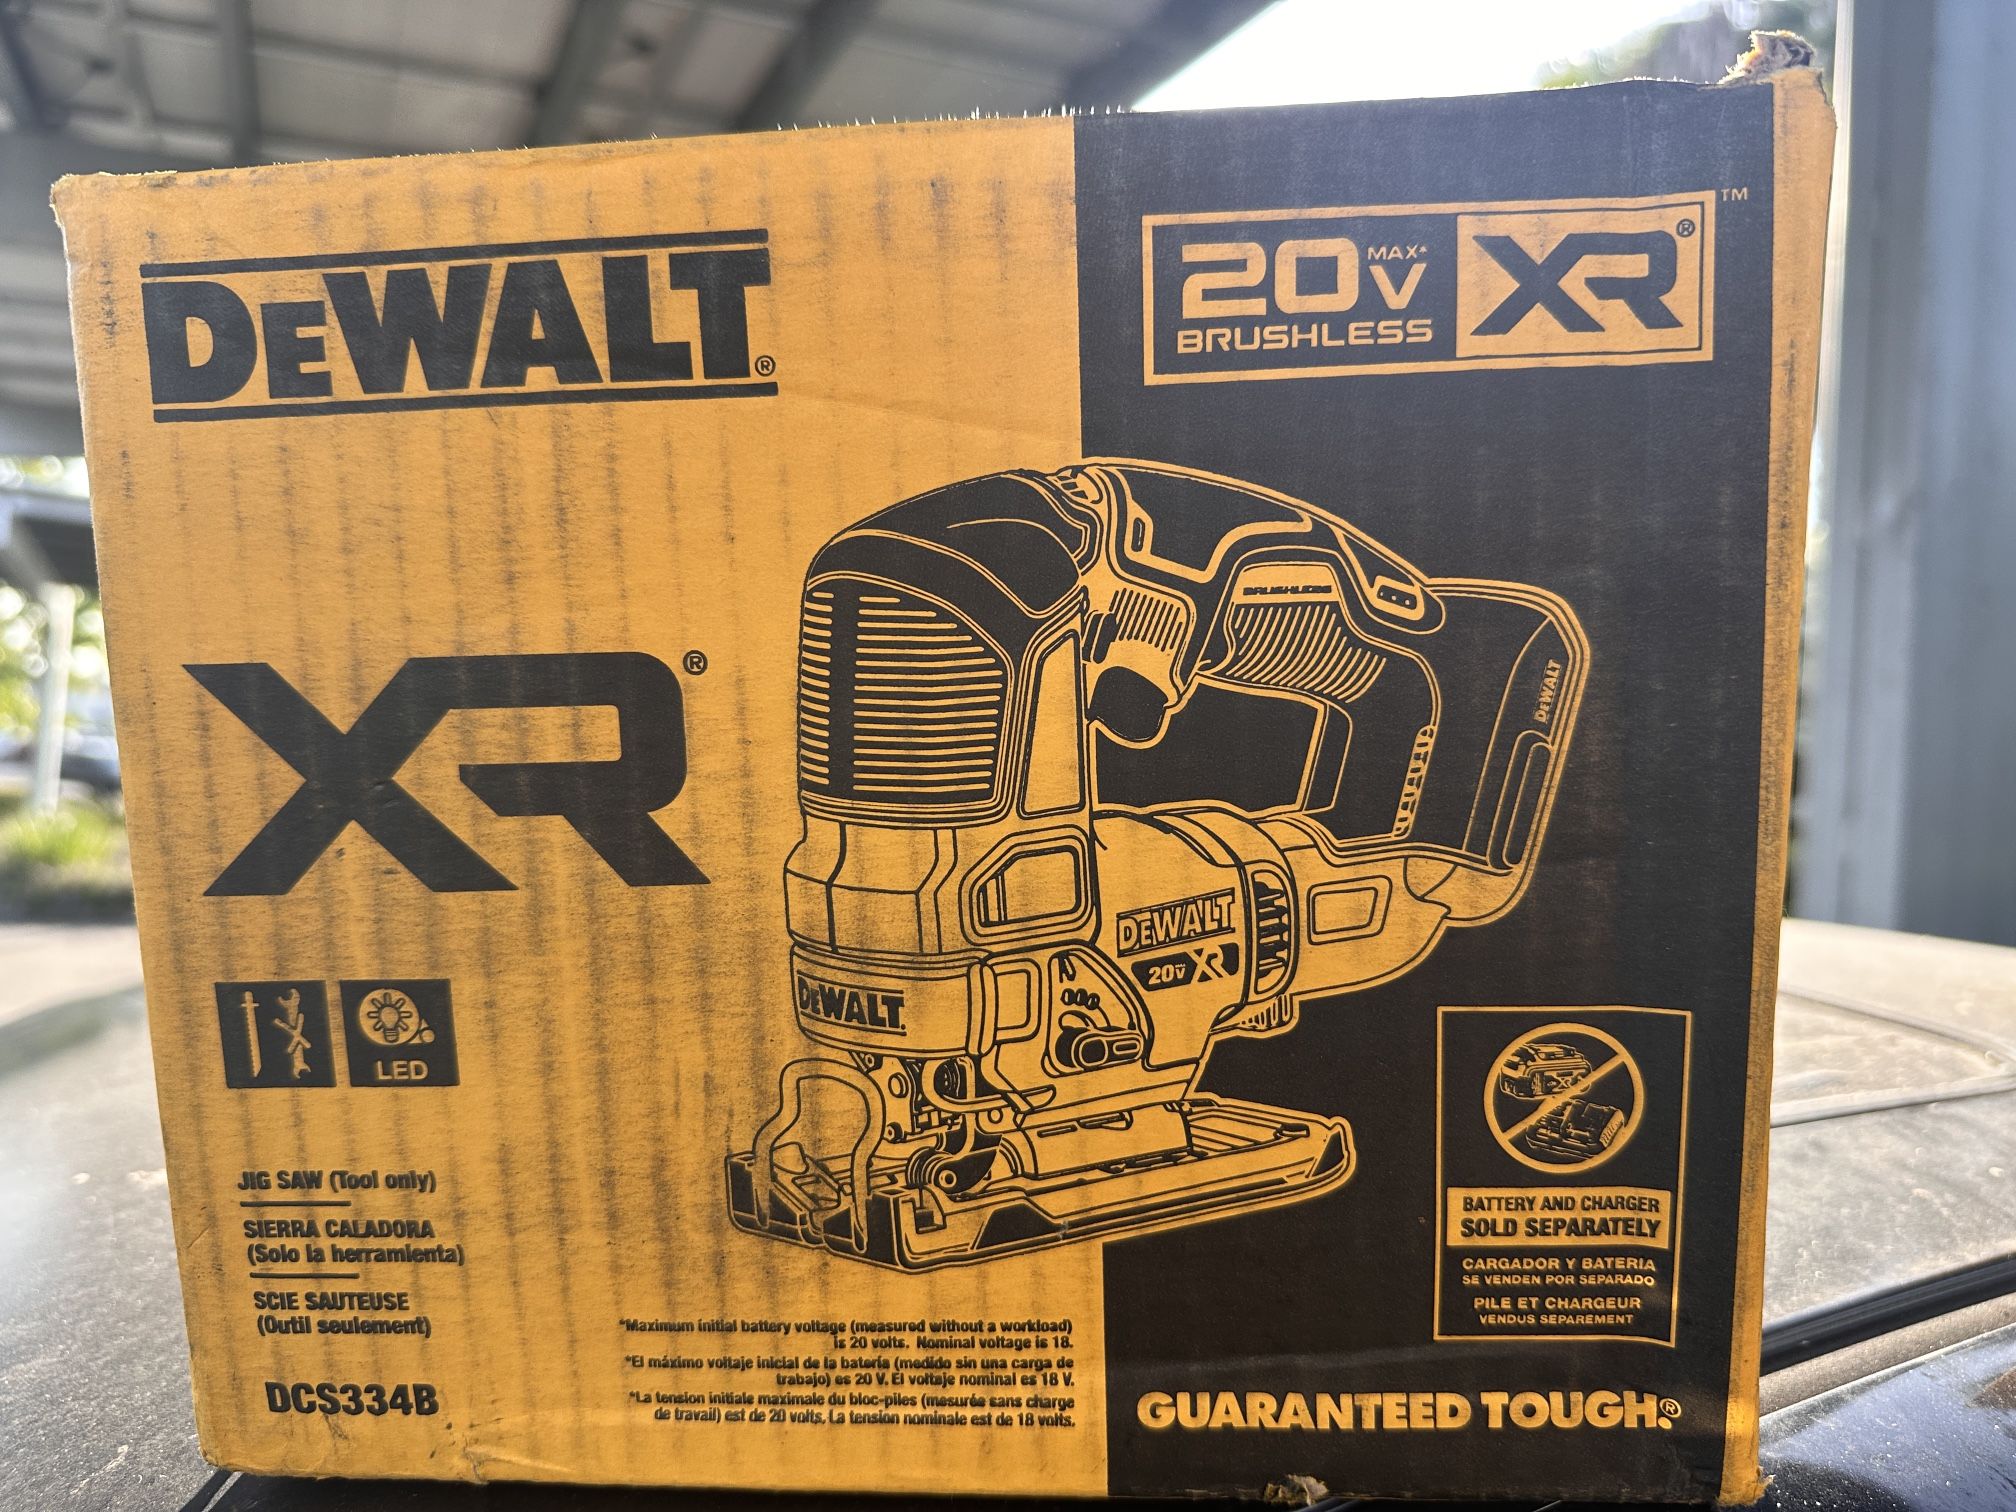 DEWALT®
20V MAX* XR® ™
BRUSHLESS
XR®
BRUSHLESS
DEWALT
DEWALT
20V XR
DEWALT
LED
JIG SAW (Tool only)
SIERRA CALADORA
(Solo la herramienta)
SCIE SAUTEUSE
(Outil seulement)
DCS334B
*Maximum initial battery voltage (measured without a workload)
is 20 volts. Nominal voltage is 18.
*El máximo voltaje inicial de la batería (medido sin una carga de
trabajo) es 20 V. El voltaje nominal es 18 V.
*La tension initiale maximale du bloc-piles (mesurée sans charge
de travail) est de 20 volts. La tension nominale est de 18 volts.
BATTERY AND CHARGER
SOLD SEPARATELY
CARGADOR Y BATERIA
SE VENDEN POR SEPARADO
PILE ET CHARGEUR
VENDUS SEPAREMENT
GUARANTEED TOUGH.®